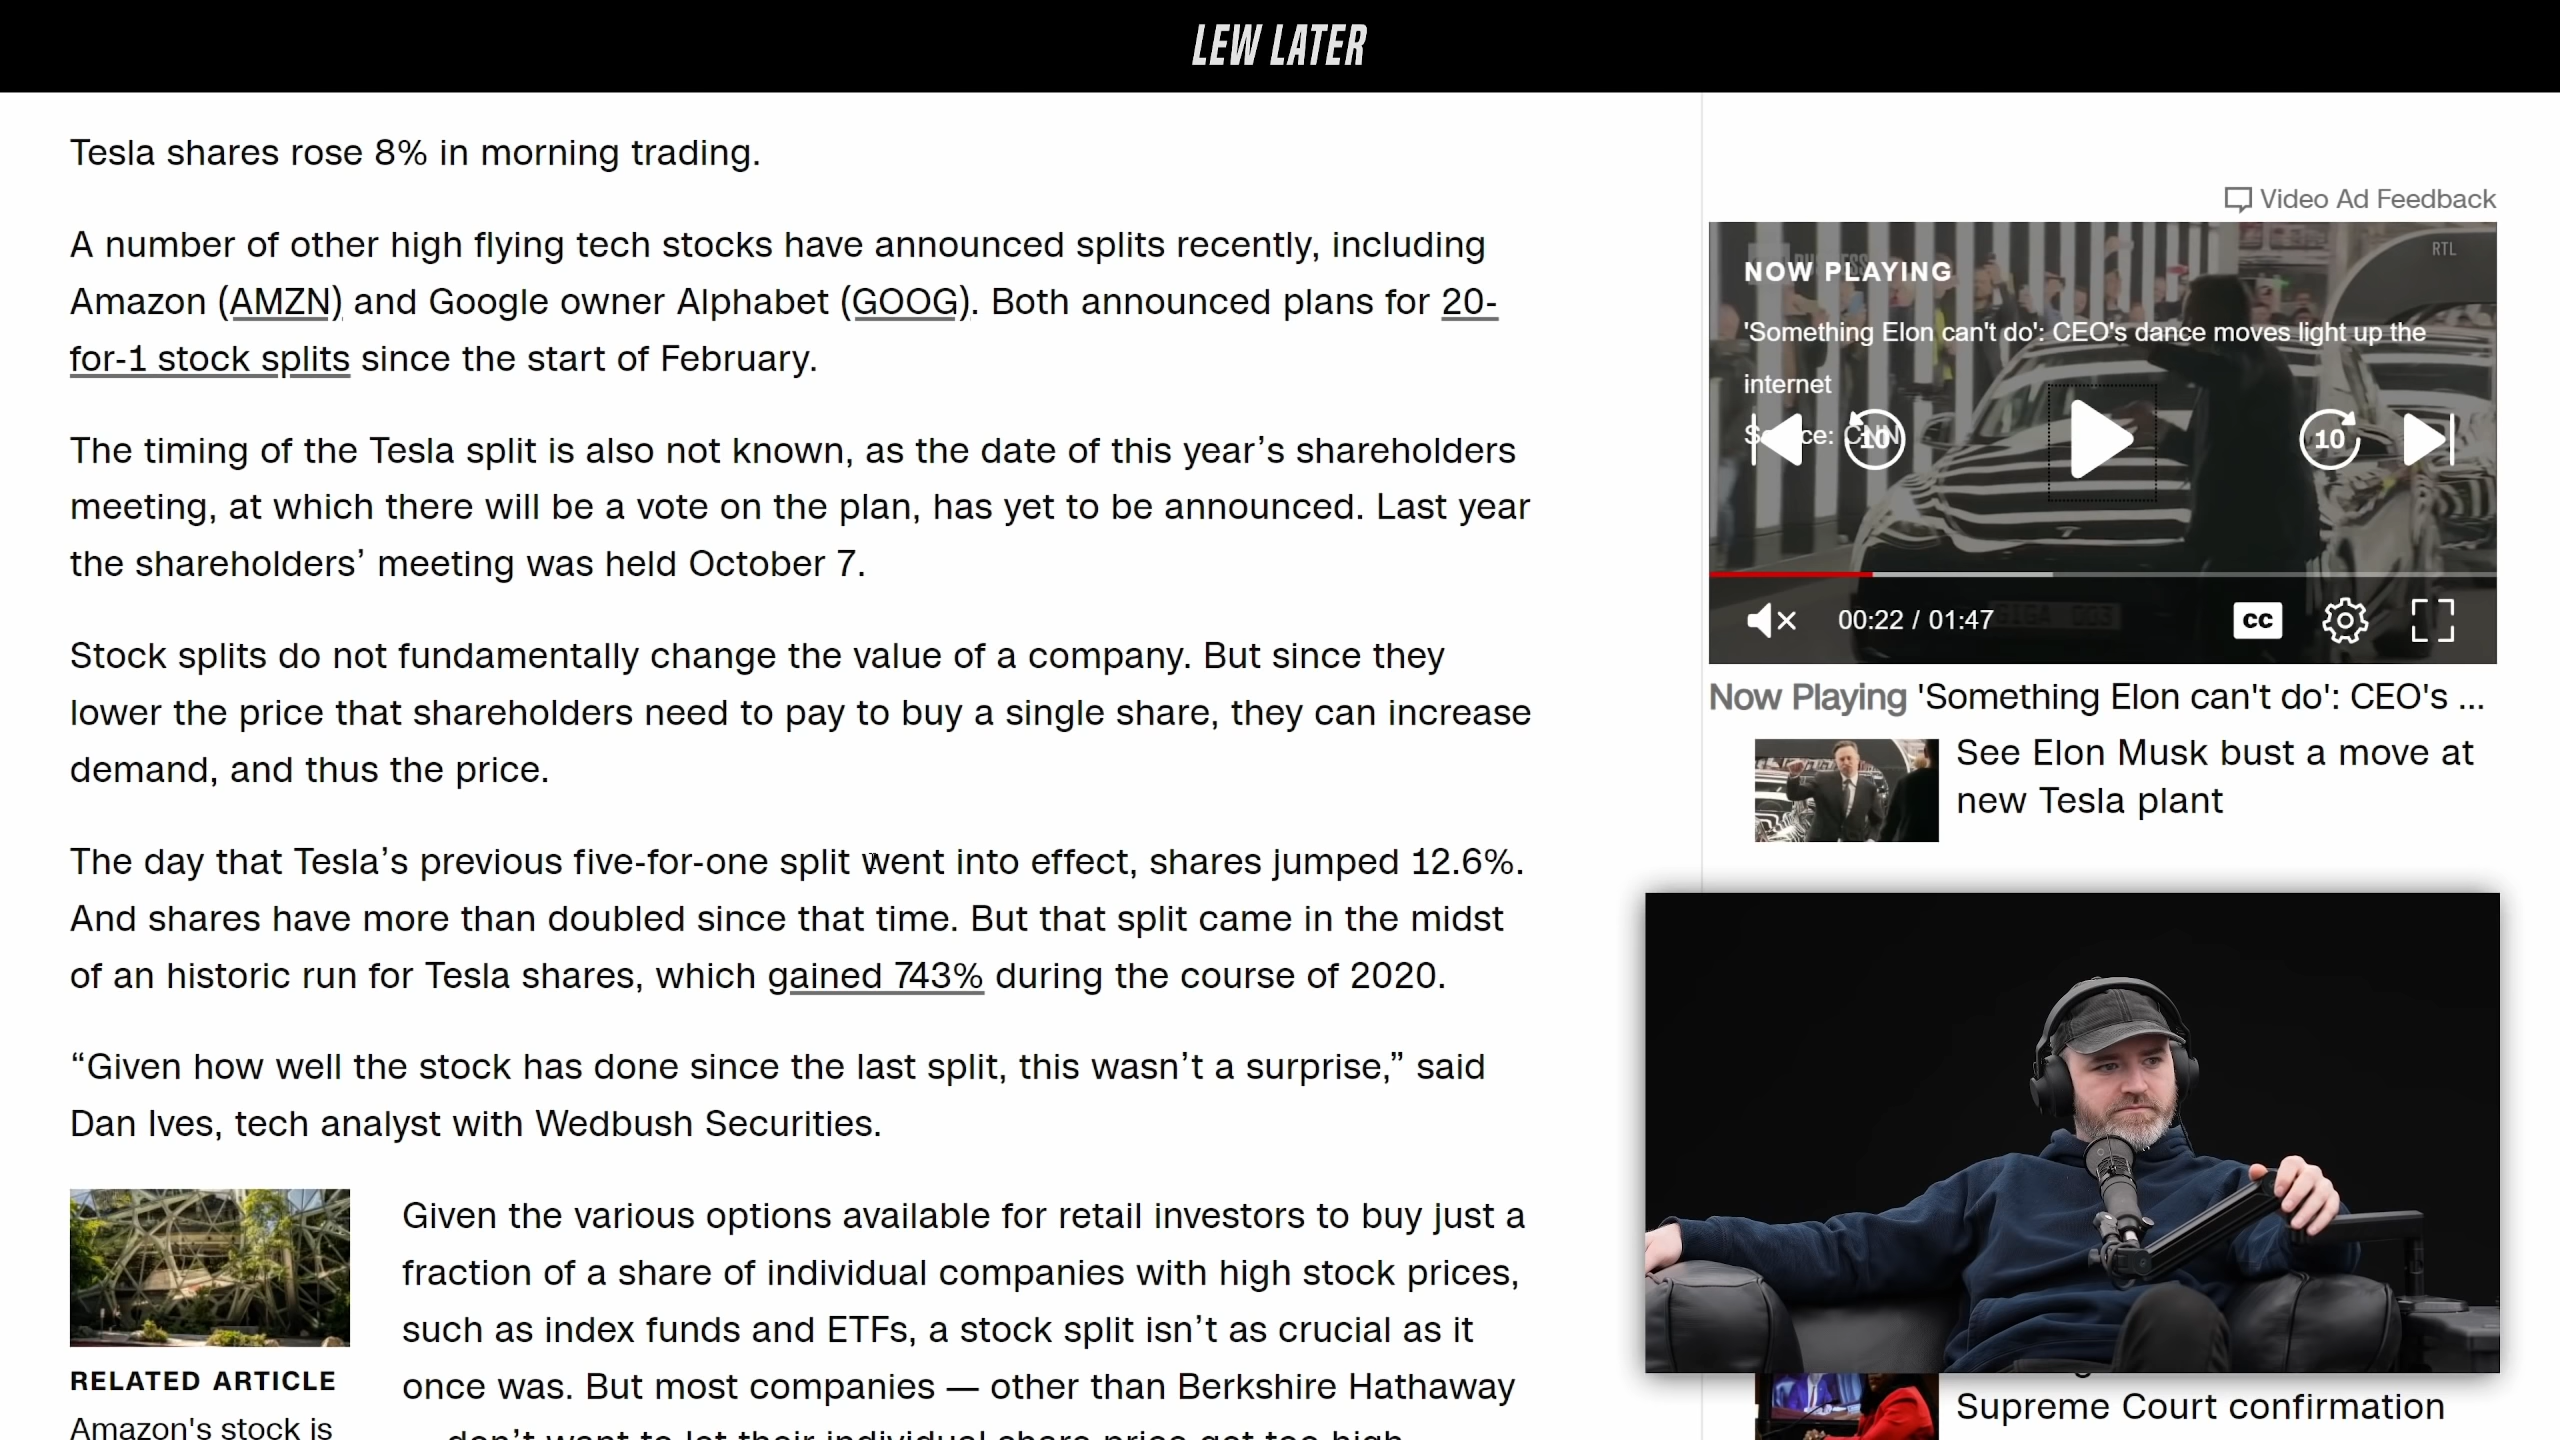 LEW LATER
Tesla shares rose 8% in morning trading.
A number of other high flying tech stocks have announced splits recently, including
Amazon (AMZN) and Google owner Alphabet (GOOG). Both announced plans for 20-
for-1 stock splits since the start of February.
The timing of the Tesla split is also not known, as the date of this year’s shareholders
meeting, at which there will be a vote on the plan, has yet to be announced. Last year
the shareholders’ meeting was held October 7.
Stock splits do not fundamentally change the value of a company. But since they
lower the price that shareholders need to pay to buy a single share, they can increase
demand, and thus the price.
The day that Tesla’s previous five-for-one split went into effect, shares jumped 12.6%.
And shares have more than doubled since that time. But that split came in the midst
of an historic run for Tesla shares, which gained 743% during the course of 2020.
“Given how well the stock has done since the last split, this wasn’t a surprise,” said
Dan Ives, tech analyst with Wedbush Securities.
RELATED ARTICLE
Amazon's stock is
Given the various options available for retail investors to buy just a
fraction of a share of individual companies with high stock prices,
such as index funds and ETFs, a stock split isn’t as crucial as it
once was. But most companies — other than Berkshire Hathaway
don’t want to let their individual share price get too high
Video Ad Feedback
RTL
NOW PLAYING
'Something Elon can't do': CEO's dance moves light up the
internet
CNN
10
10
00:22 / 01:47
CC
Now Playing 'Something Elon can't do': CEO's ...
See Elon Musk bust a move at
new Tesla plant
Supreme Court confirmation